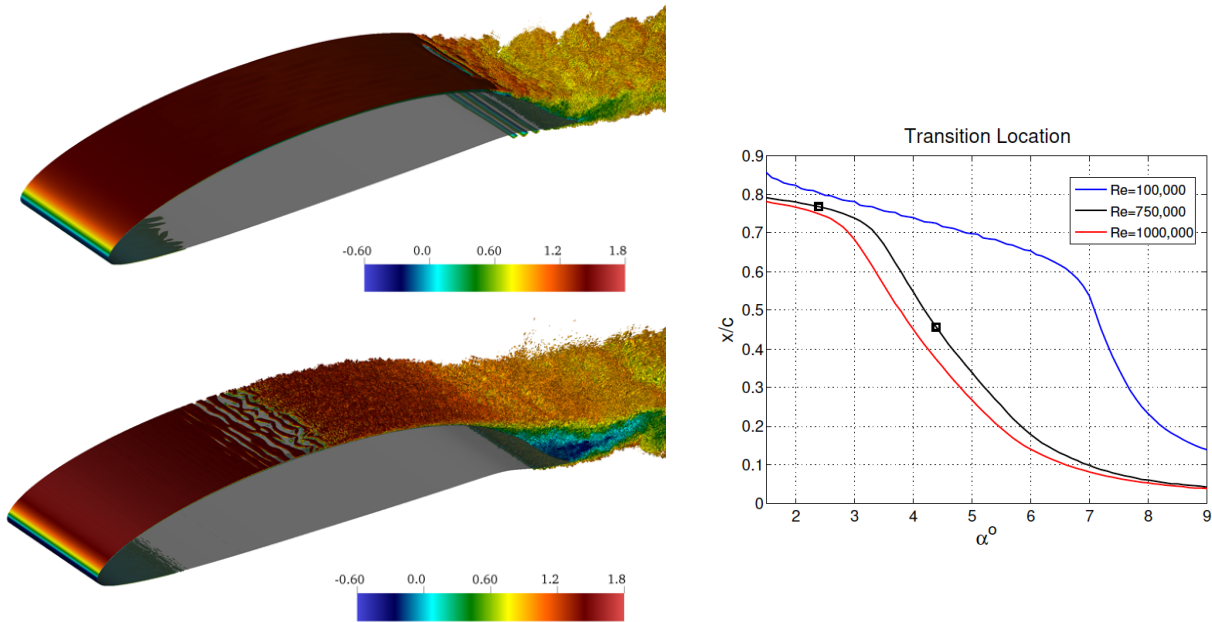 -0.60 0.0 0.60 1.2 1.8
-0.60 0.0 0.60 1.2 1.8
Transition Location
0.9
0.8
0.7
0.6
0.5
0.4
0.3
0.2
0.1
0
x/c
Re=100,000
Re=750,000
Re=1000,000
2 3 4 5 6 7 8 9
α°